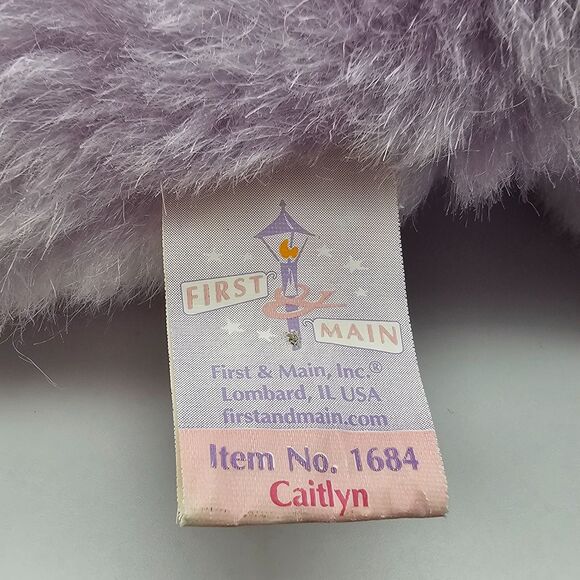 FIRST
&
MAIN
First & Main, Inc.®
Lombard, IL USA
firstandmain.com
Item No. 1684
Caitlyn